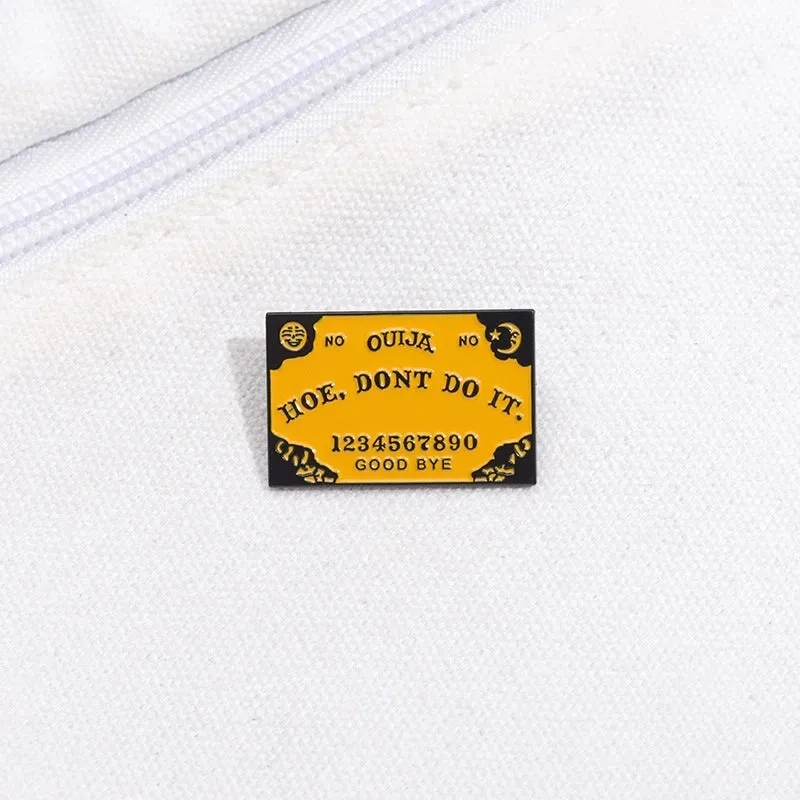 NO OUIJA NO
HOE, DONT DO IT.
1234567890
GOOD BYE